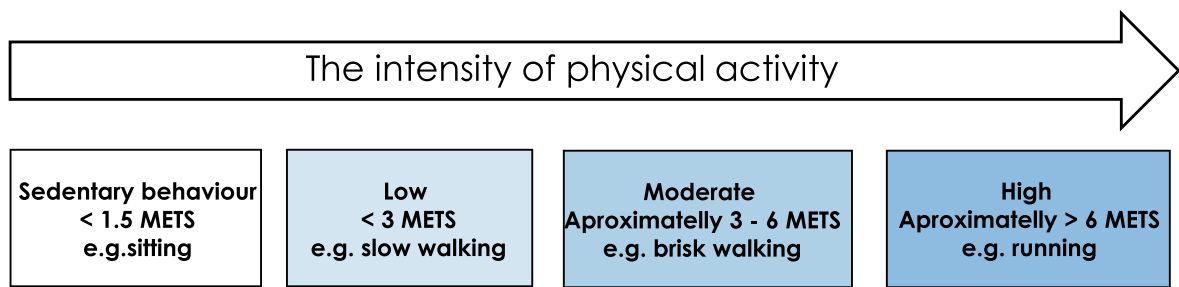 The intensity of physical activity
Sedentary behaviour
< 1.5 METS
e.g.sitting
Low
< 3 METS
e.g. slow walking
Moderate
Aproximatelly 3 - 6 METS
e.g. brisk walking
High
Aproximatelly > 6 METS
e.g. running